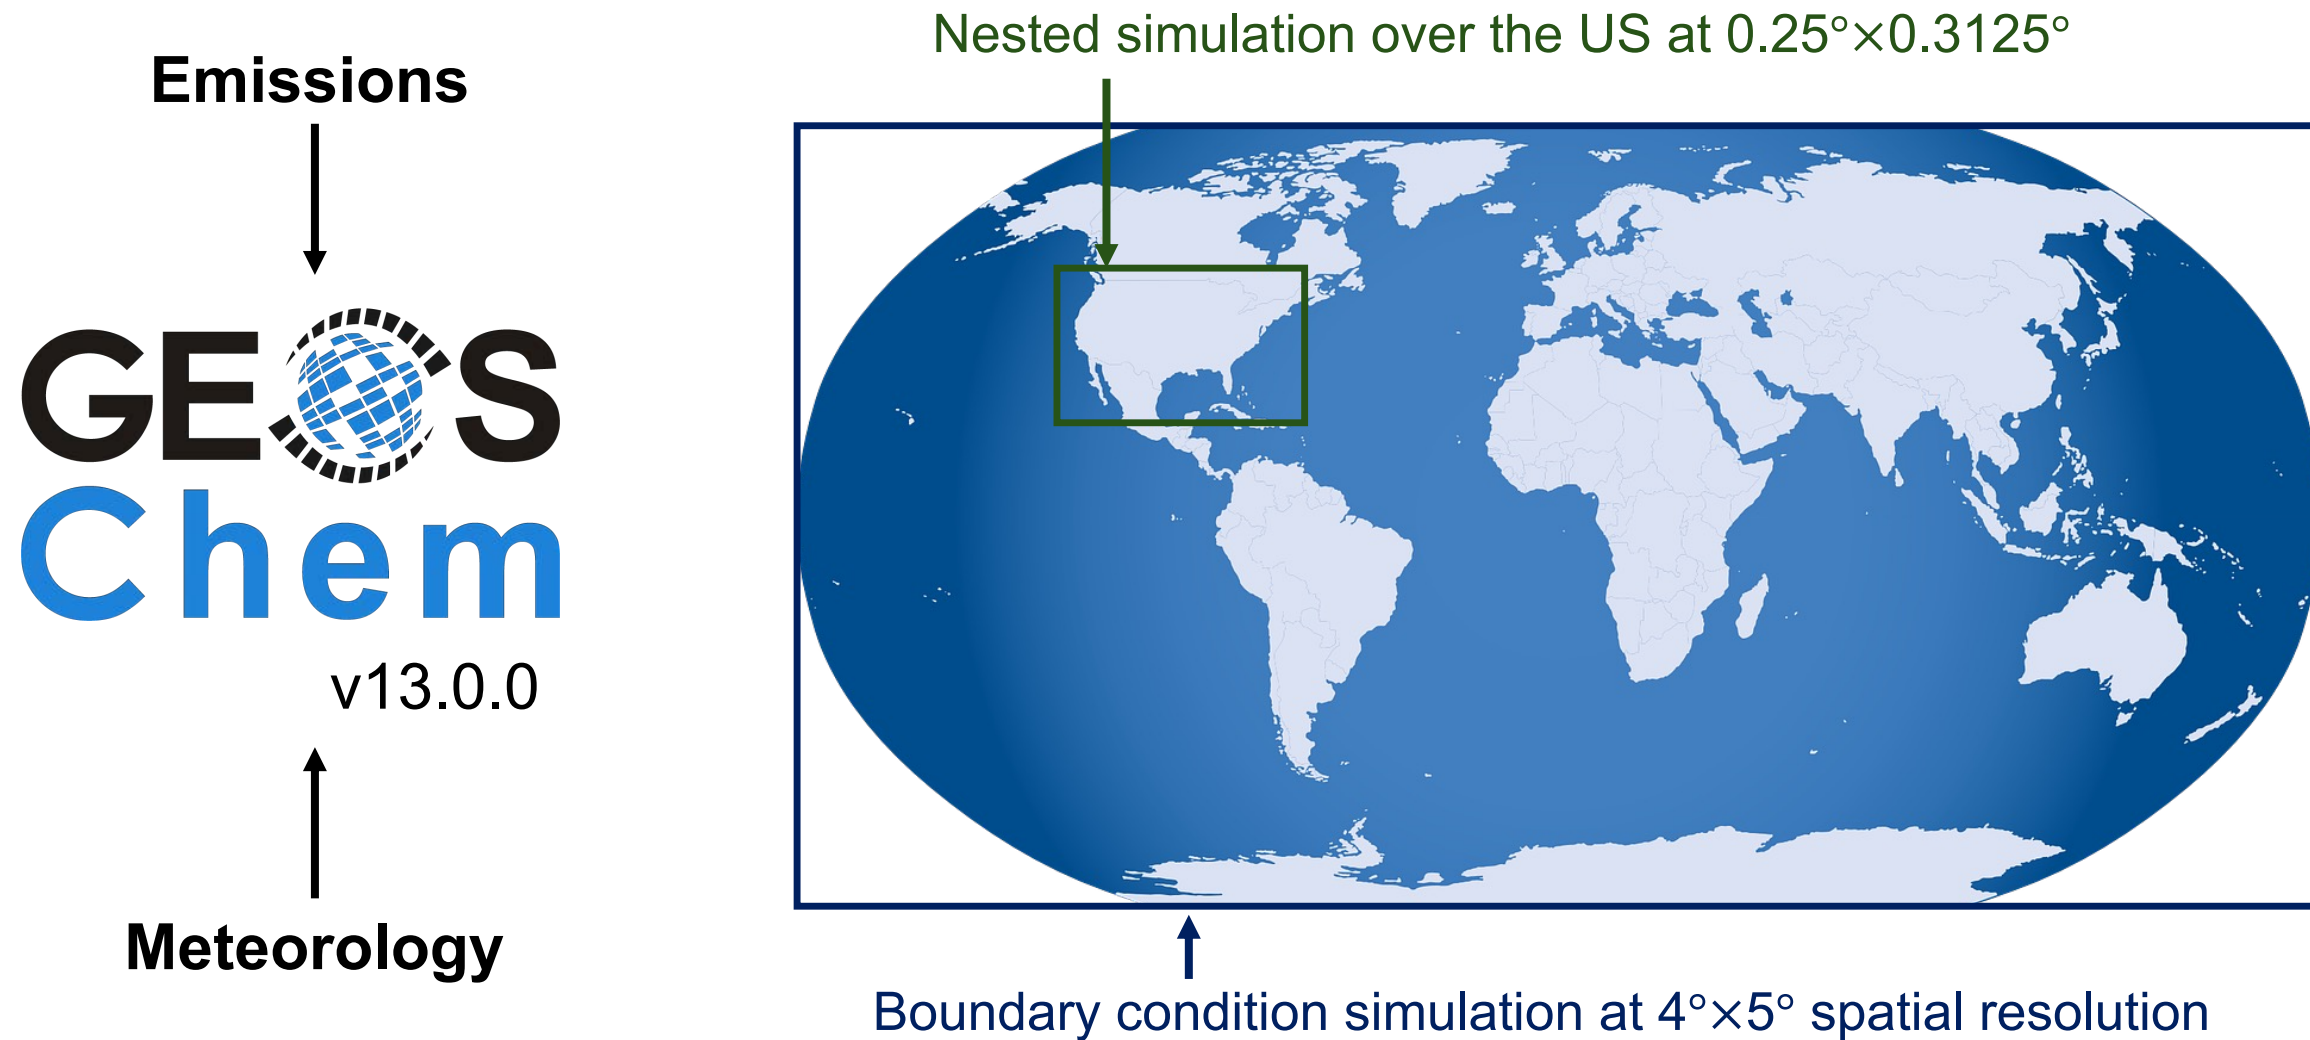 Emissions
GEOS
Chem
v13.0.0
Meteorology
Nested simulation over the US at 0.25°×0.3125°
Boundary condition simulation at 4°×5° spatial resolution